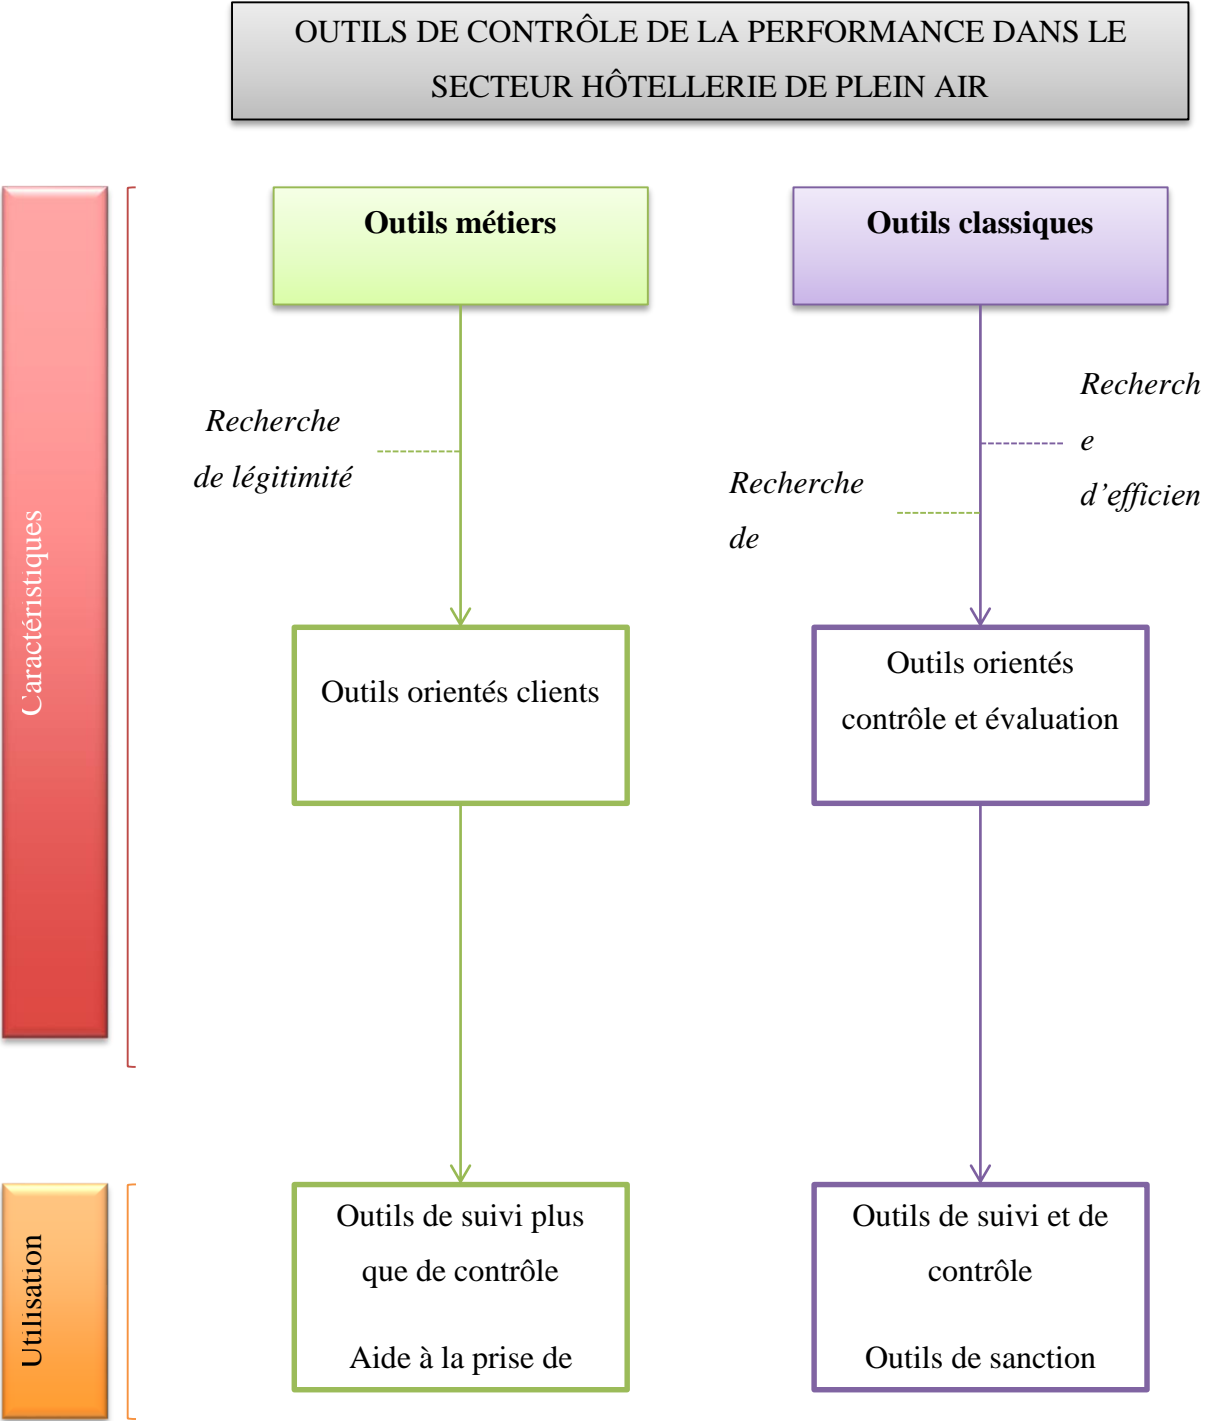 OUTILS DE CONTRÔLE DE LA PERFORMANCE DANS LE
SECTEUR HÔTELLERIE DE PLEIN AIR
Caractéristiques
Outils métiers
Outils classiques
Recherche
de légitimité
Recherch
e
d’efficien
Recherche
de
Outils orientés clients
Outils orientés
contrôle et évaluation
Utilisation
Outils de suivi plus
que de contrôle
Aide à la prise de
Outils de suivi et de
contrôle
Outils de sanction